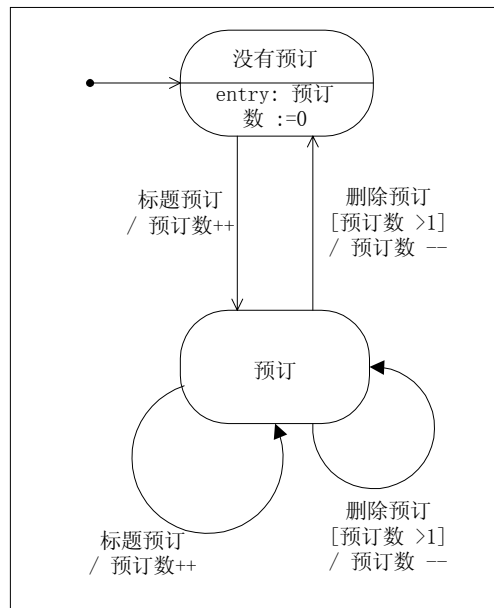 没有预订
entry: 预订
数 :=0
标题预订
/ 预订数++
删除预订
[预订数 >1]
/ 预订数 --
预订
标题预订
/ 预订数++
删除预订
[预订数 >1]
/ 预订数 --